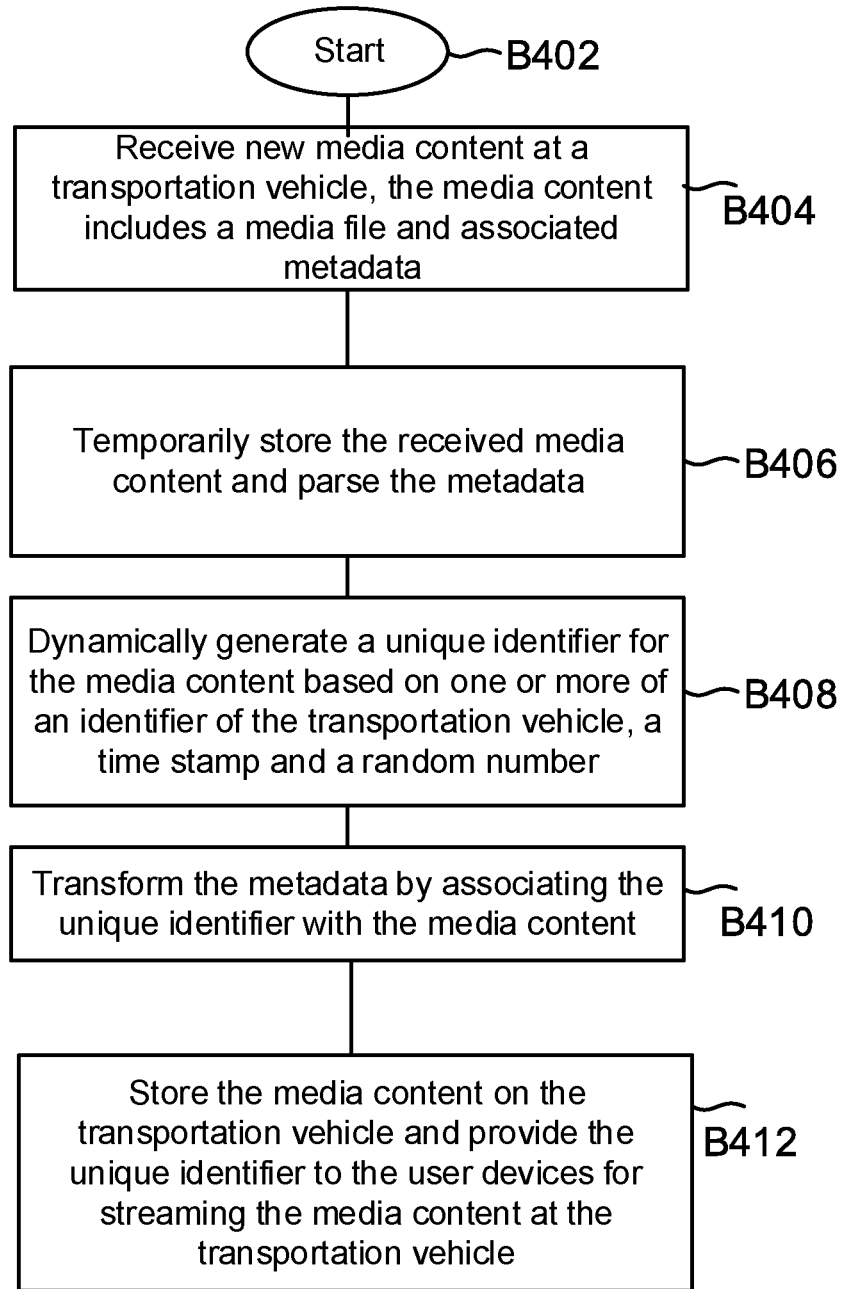 Start
B402
Receive new media content at a
transportation vehicle, the media content
includes a media file and associated
metadata
B404
Temporarily store the received media
content and parse the metadata
B406
Dynamically generate a unique identifier for
the media content based on one or more of
an identifier of the transportation vehicle, a
time stamp and a random number
B408
Transform the metadata by associating the
unique identifier with the media content
B410
Store the media content on the
transportation vehicle and provide the
unique identifier to the user devices for
streaming the media content at the
transportation vehicle
B412